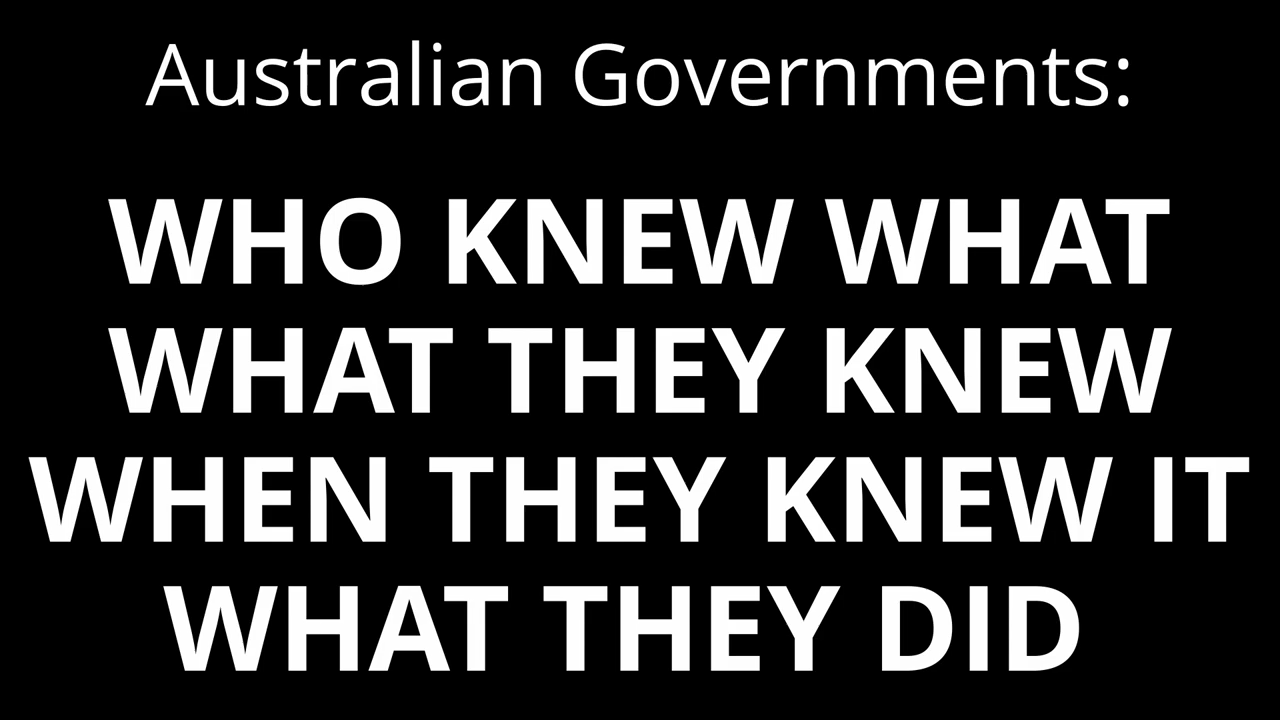 Australian Governments:
WHO KNEW WHAT
WHAT THEY KNEW
WHEN THEY KNEW IT
WHAT THEY DID